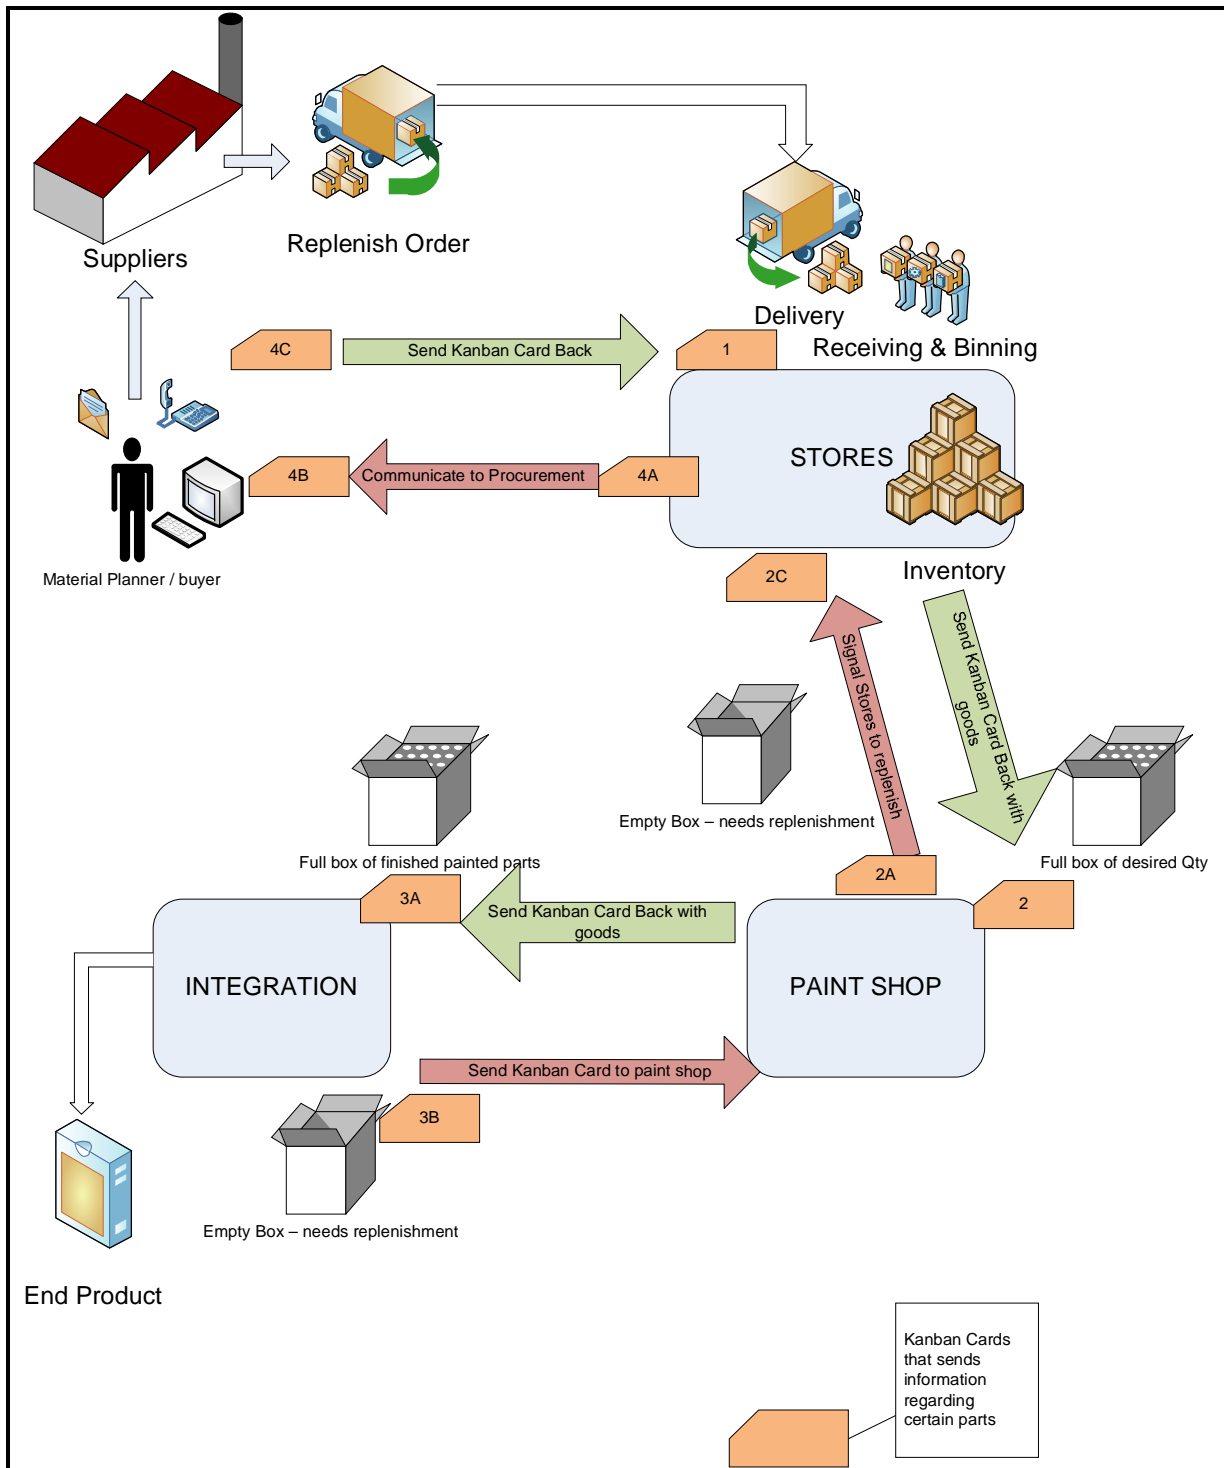 Suppliers
Replenish Order
Delivery
Receiving & Binning
4C
Send Kanban Card Back
1
STORES
4B
Communicate to Procurement
4A
Material Planner / buyer
2C
Inventory
Signal Stores to replenish
Send Kanban Card Back with
goods
Empty Box – needs replenishment
Full box of finished painted parts
Full box of desired Qty
2A
3A
2
Send Kanban Card Back with
goods
INTEGRATION
PAINT SHOP
Send Kanban Card to paint shop
3B
Empty Box – needs replenishment
End Product
Kanban Cards
that sends
information
regarding
certain parts